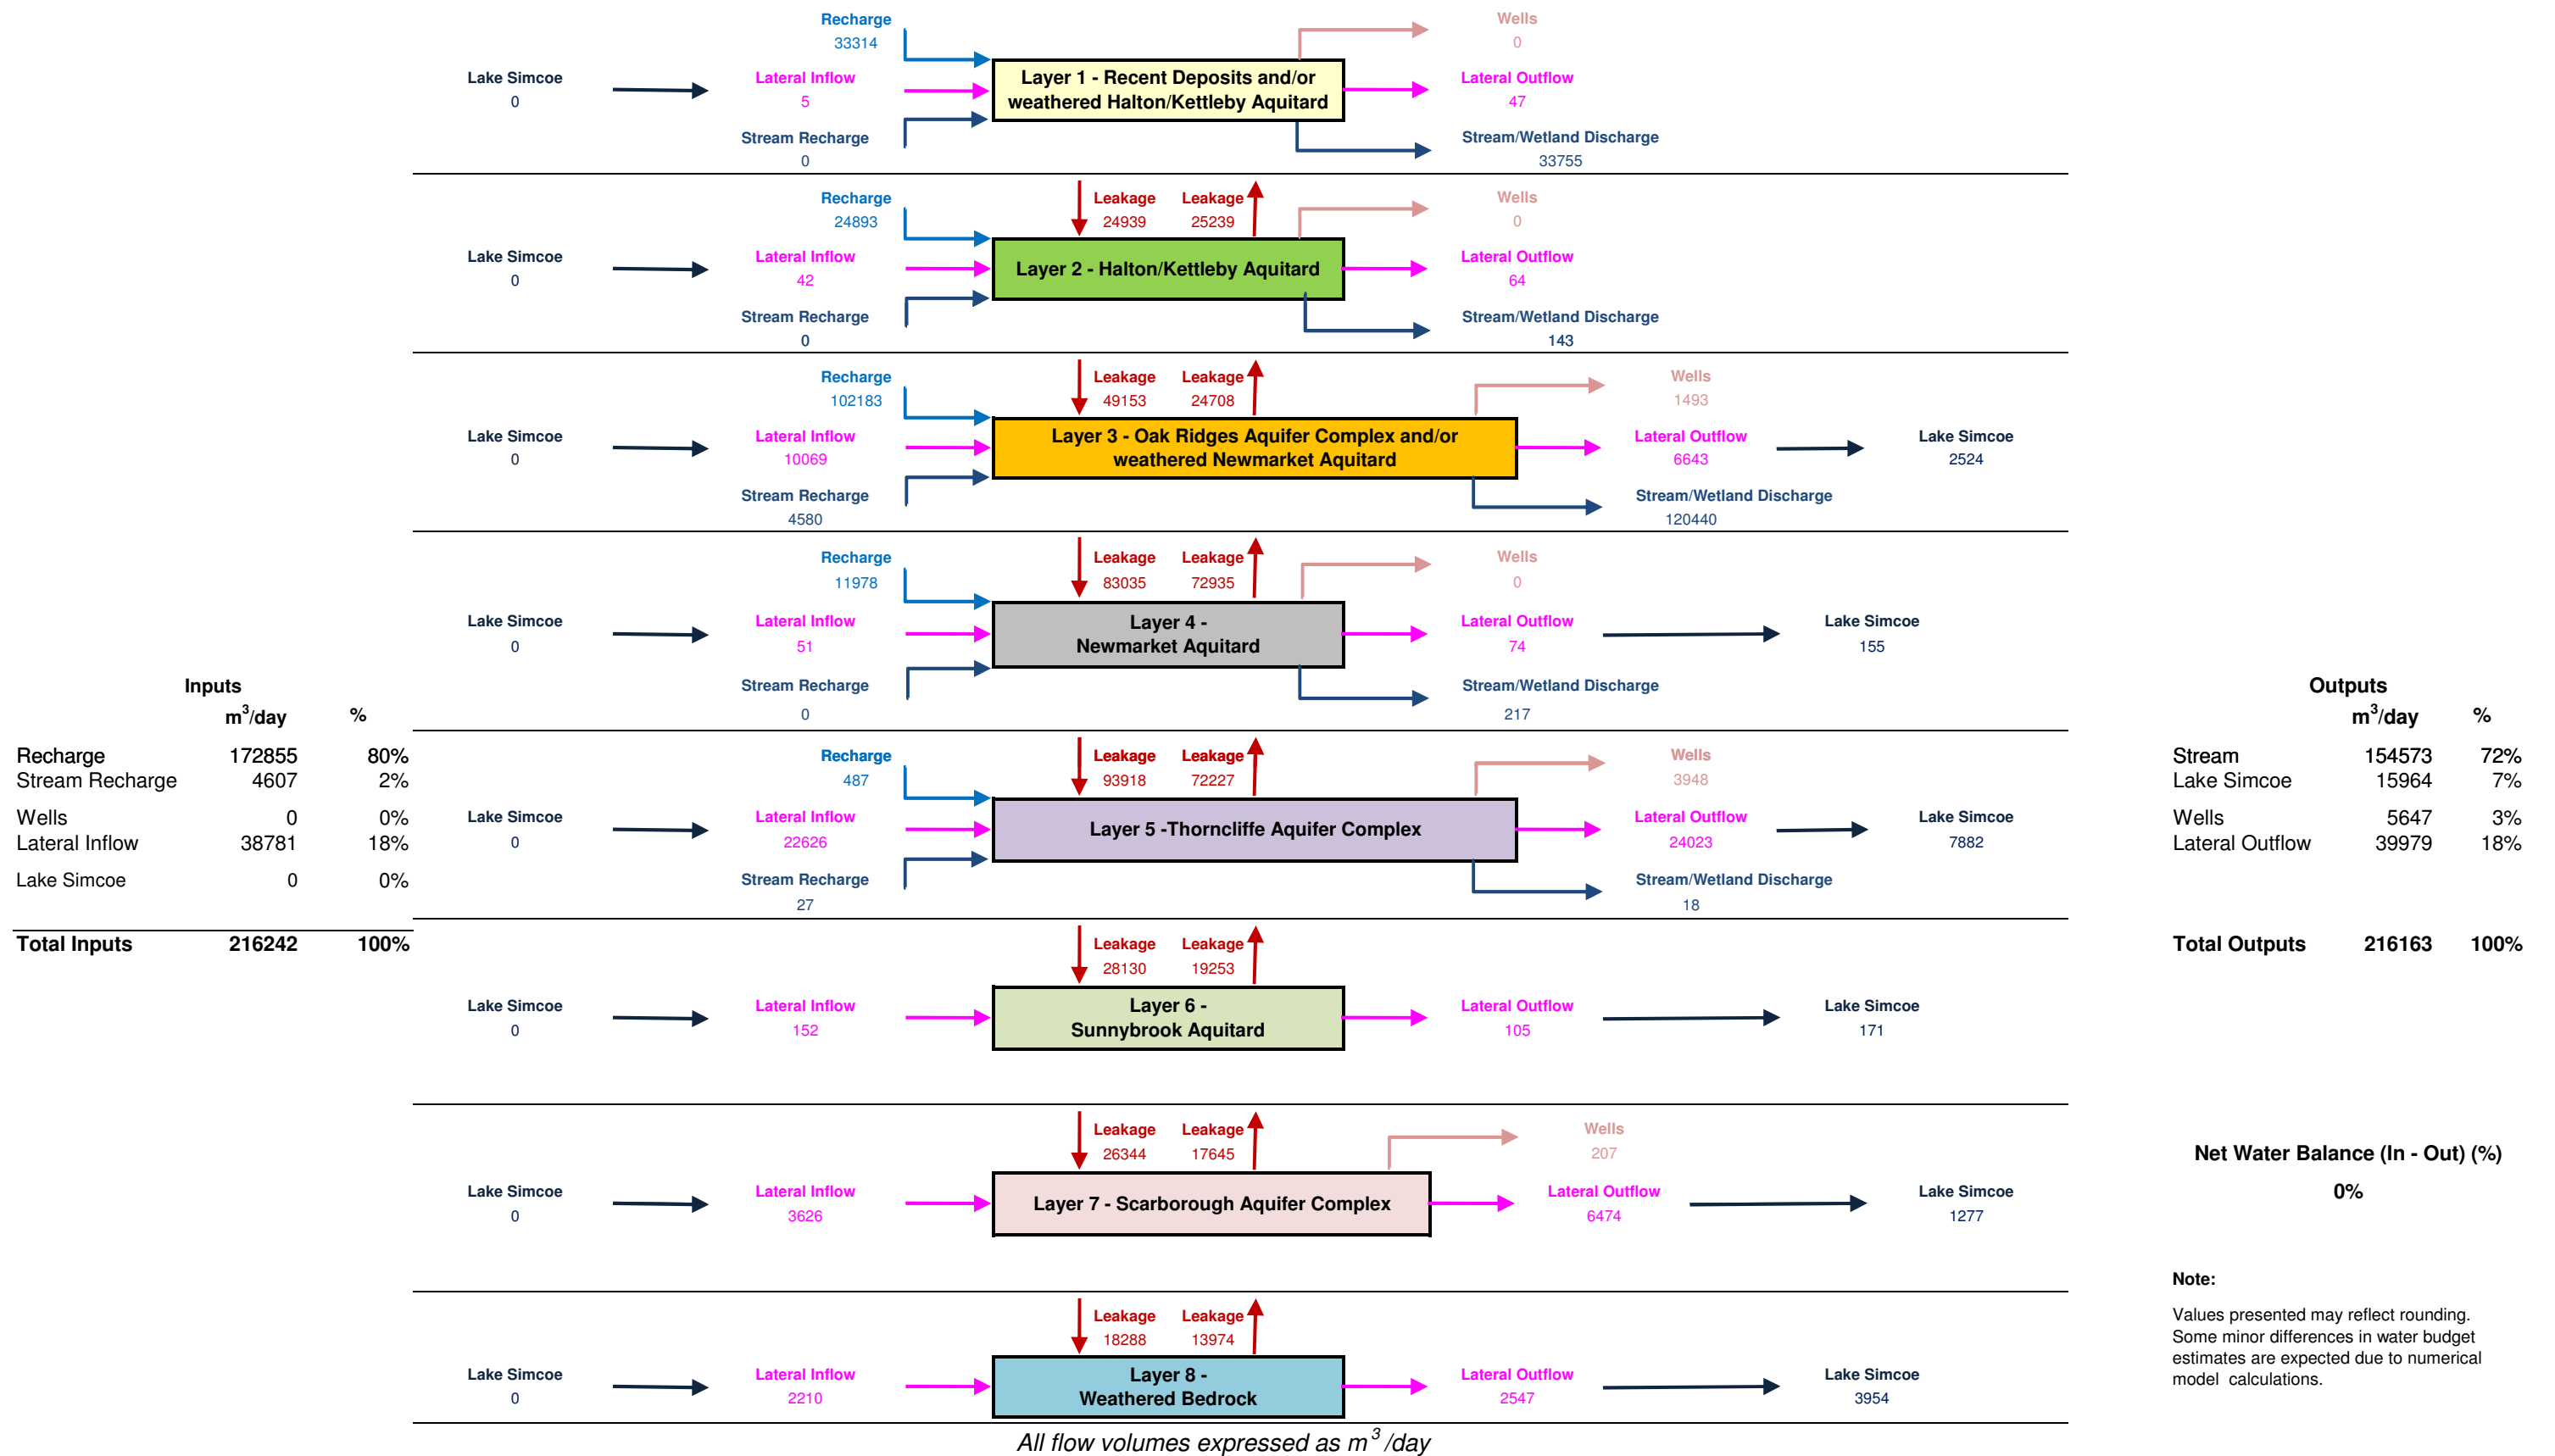 Recharge
33314
Wells
0
Lake Simcoe
0
Lateral Inflow
5
Layer 1 - Recent Deposits and/or
weathered Halton/Kettleby Aquitard
Lateral Outflow
47
Stream Recharge
0
Stream/Wetland Discharge
33755
Recharge
24893
Leakage
24939
Leakage
25239
Wells
0
Lake Simcoe
0
Lateral Inflow
42
Layer 2 - Halton/Kettleby Aquitard
Lateral Outflow
64
Stream Recharge
0
Stream/Wetland Discharge
143
Recharge
102183
Leakage
49153
Leakage
24708
Wells
1493
Lake Simcoe
0
Lateral Inflow
10069
Layer 3 - Oak Ridges Aquifer Complex and/or
weathered Newmarket Aquitard
Lateral Outflow
6643
Lake Simcoe
2524
Stream Recharge
4580
Stream/Wetland Discharge
120440
Recharge
11978
Leakage
83035
Leakage
72935
Wells
0
Lake Simcoe
0
Lateral Inflow
51
Layer 4 -
Newmarket Aquitard
Lateral Outflow
74
Lake Simcoe
155
Stream Recharge
0
Stream/Wetland Discharge
217
Inputs
m3/day %
Recharge 172855 80%
Stream Recharge 4607 2%
Wells 0 0%
Lateral Inflow 38781 18%
Lake Simcoe 0 0%
Total Inputs 216242 100%
Recharge
487
Leakage
93918
Leakage
72227
Wells
3948
Lake Simcoe
0
Lateral Inflow
22626
Layer 5 -Thorncliffe Aquifer Complex
Lateral Outflow
24023
Lake Simcoe
7882
Stream Recharge
27
Stream/Wetland Discharge
18
Outputs
m3/day %
Stream 154573 72%
Lake Simcoe 15964 7%
Wells 5647 3%
Lateral Outflow 39979 18%
Total Outputs 216163 100%
Leakage
28130
Leakage
19253
Lake Simcoe
0
Lateral Inflow
152
Layer 6 -
Sunnybrook Aquitard
Lateral Outflow
105
Lake Simcoe
171
Leakage
26344
Leakage
17645
Wells
207
Lake Simcoe
0
Lateral Inflow
3626
Layer 7 - Scarborough Aquifer Complex
Lateral Outflow
6474
Lake Simcoe
1277
Net Water Balance (In - Out) (%)
0%
Leakage
18288
Leakage
13974
Lake Simcoe
0
Lateral Inflow
2210
Layer 8 -
Weathered Bedrock
Lateral Outflow
2547
Lake Simcoe
3954
Note:
Values presented may reflect rounding.
Some minor differences in water budget
estimates are expected due to numerical
model calculations.
All flow volumes expressed as m3/day